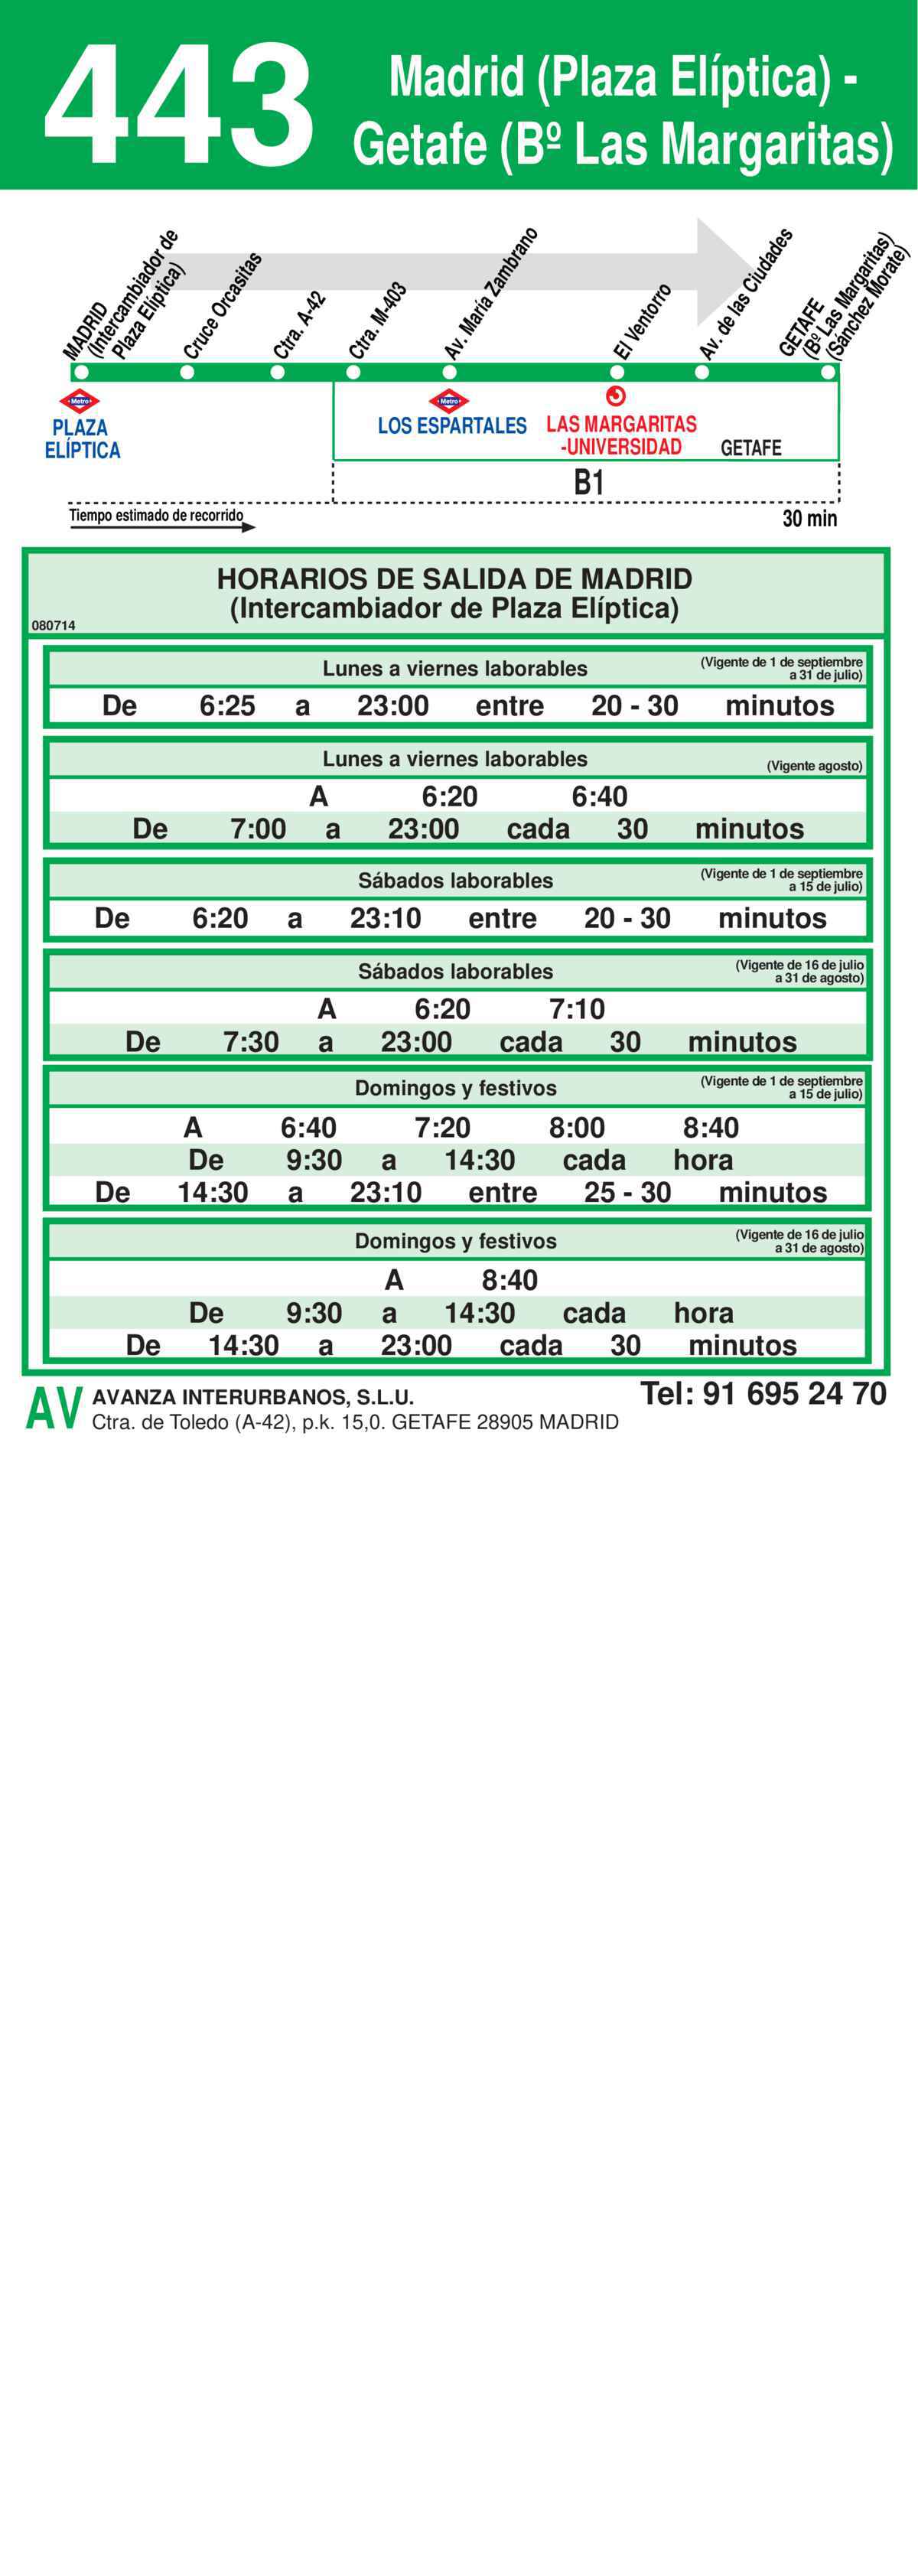 443
Madrid (Plaza Elíptica) -
Getafe (Bº Las Margaritas)
MADRID
(Intercambiador de
Plaza Elíptica)
Cruce Orcasitas
Ctra. A-42
Ctra. M-403
Av. María Zambrano
El Ventorro
Av. de las Ciudades
GETAFE
(Bº Las Margaritas)
(Sánchez Morate)
Metro
PLAZA
ELÍPTICA
Metro
LOS ESPARTALES
LAS MARGARITAS
-UNIVERSIDAD
GETAFE
B1
Tiempo estimado de recorrido
30 min
HORARIOS DE SALIDA DE MADRID
(Intercambiador de Plaza Elíptica)
080714
Lunes a viernes laborables (Vigente de 1 de septiembre
a 31 de julio)
De 6:25 a 23:00 entre 20 - 30 minutos
Lunes a viernes laborables (Vigente agosto)
A 6:20 6:40
De 7:00 a 23:00 cada 30 minutos
Sábados laborables (Vigente de 1 de septiembre
a 15 de julio)
De 6:20 a 23:10 entre 20 - 30 minutos
Sábados laborables (Vigente de 16 de julio
a 31 de agosto)
A 6:20 7:10
De 7:30 a 23:00 cada 30 minutos
Domingos y festivos (Vigente de 1 de septiembre
a 15 de julio)
A 6:40 7:20 8:00 8:40
De 9:30 a 14:30 cada hora
De 14:30 a 23:10 entre 25 - 30 minutos
Domingos y festivos (Vigente de 16 de julio
a 31 de agosto)
A 8:40
De 9:30 a 14:30 cada hora
De 14:30 a 23:00 cada 30 minutos
AV AVANZA INTERURBANOS, S.L.U. Tel: 91 695 24 70
Ctra. de Toledo (A-42), p.k. 15,0. GETAFE 28905 MADRID